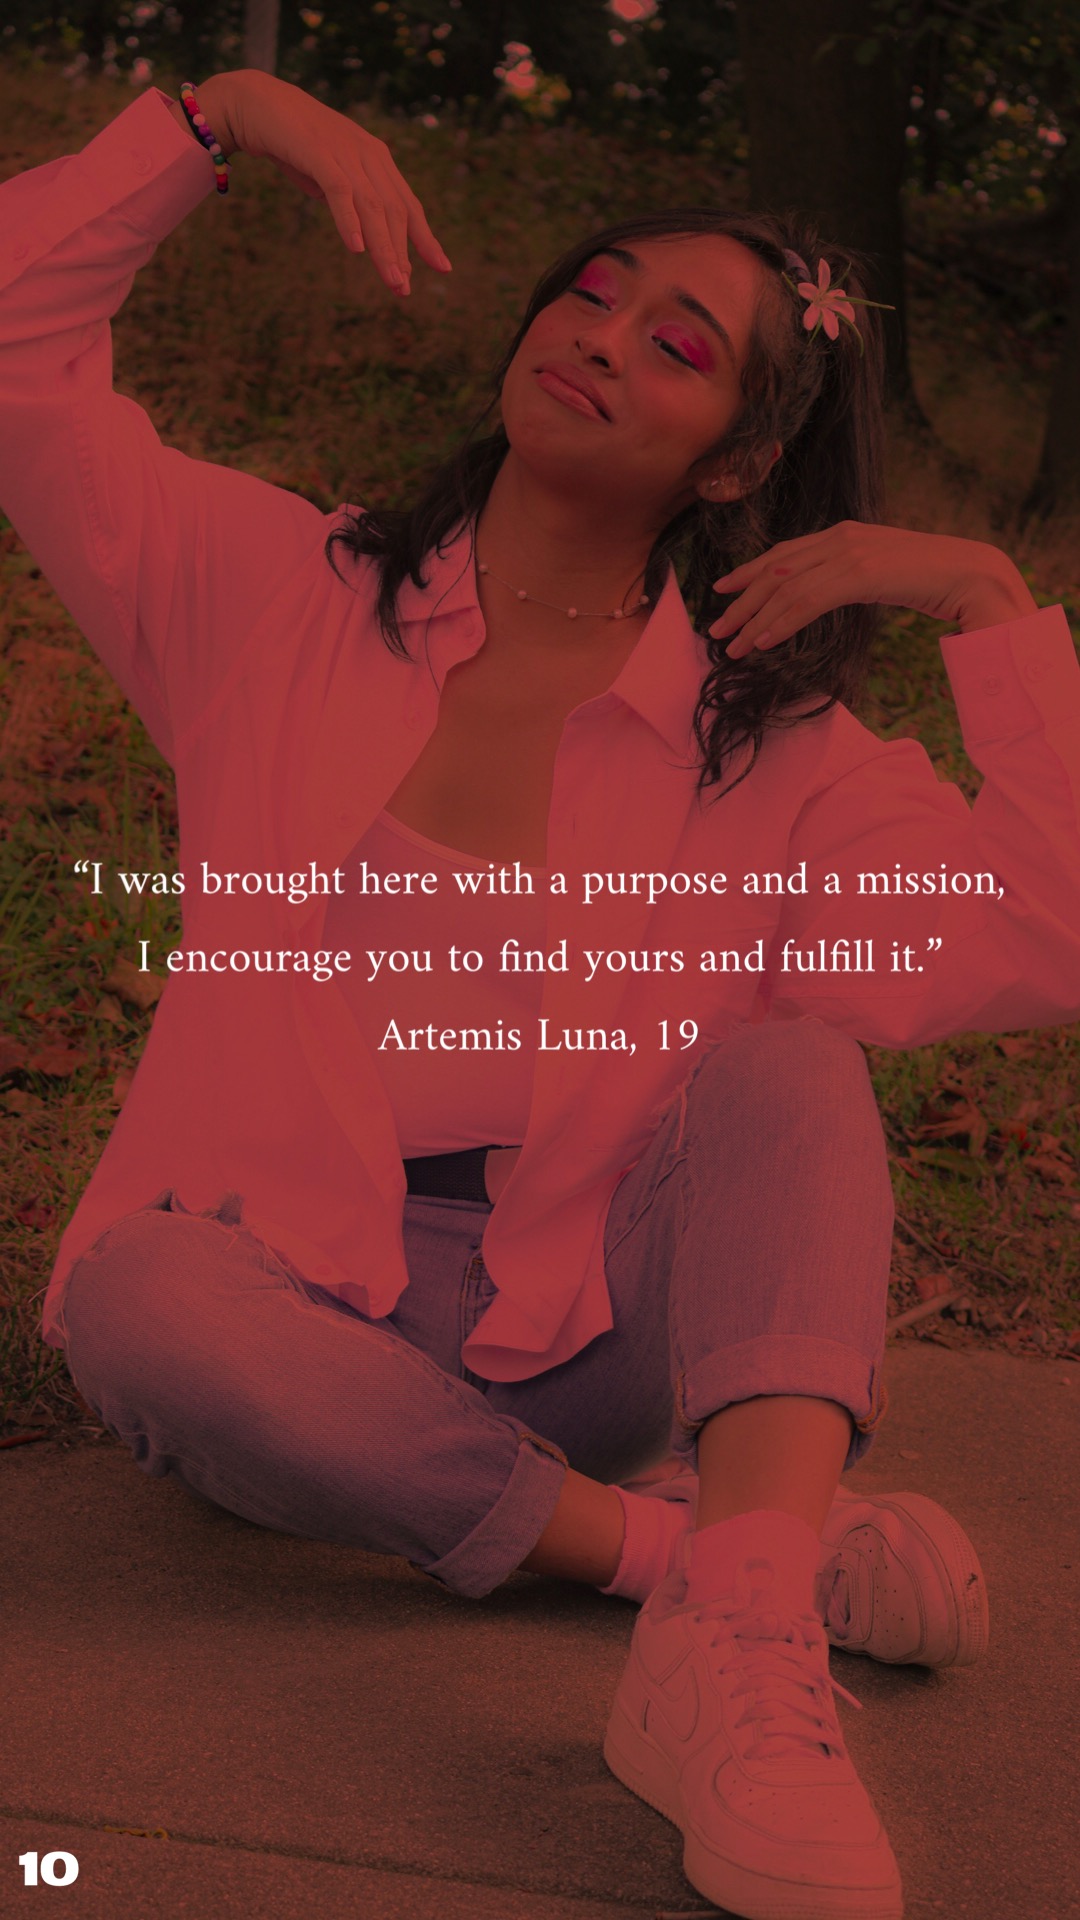 “I was brought here with a purpose and a mission,
I encourage you to find yours and fulfill it.”
Artemis Luna, 19
10